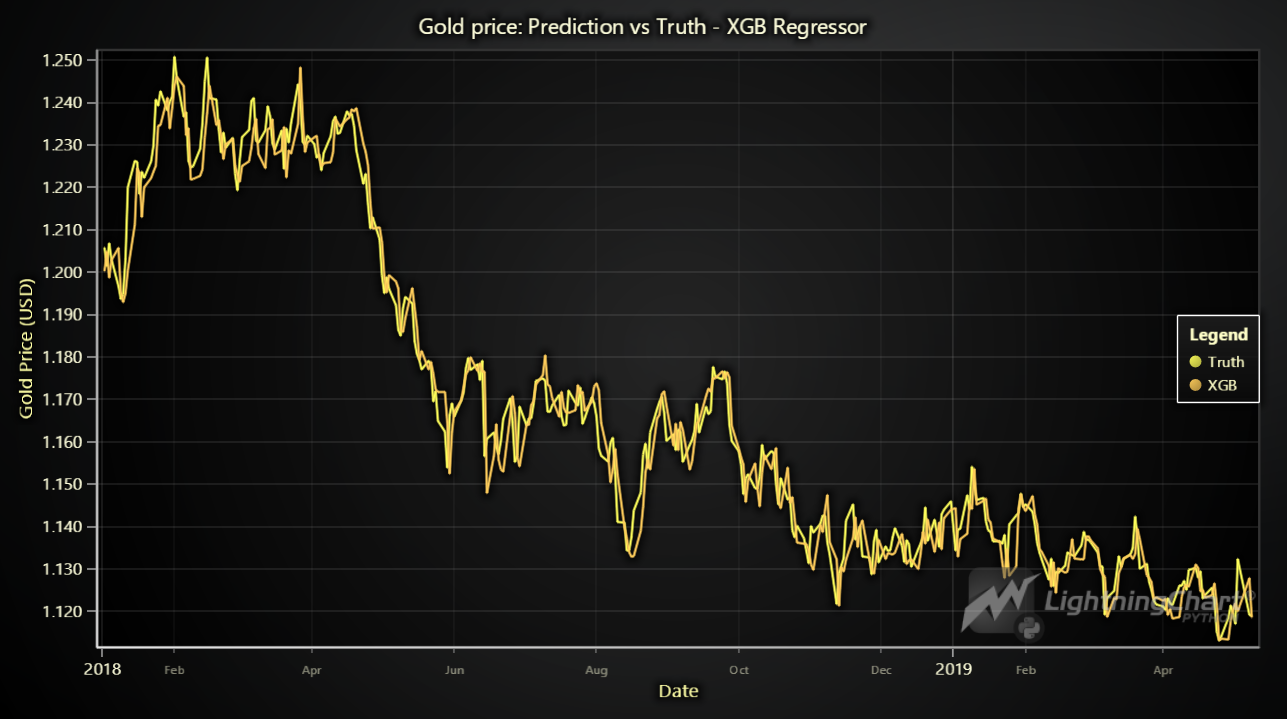 Gold price: Prediction vs Truth - XGB Regressor
1.250
1.240
1.230
1.220
1.210
1.200
1.190
1.180
1.170
1.160
1.150
1.140
1.130
1.120
Gold Price (USD)
Legend
Truth
XGB
LightningChart®
PYTHON
2018 Feb Apr Jun Aug Oct Dec 2019 Feb Apr
Date